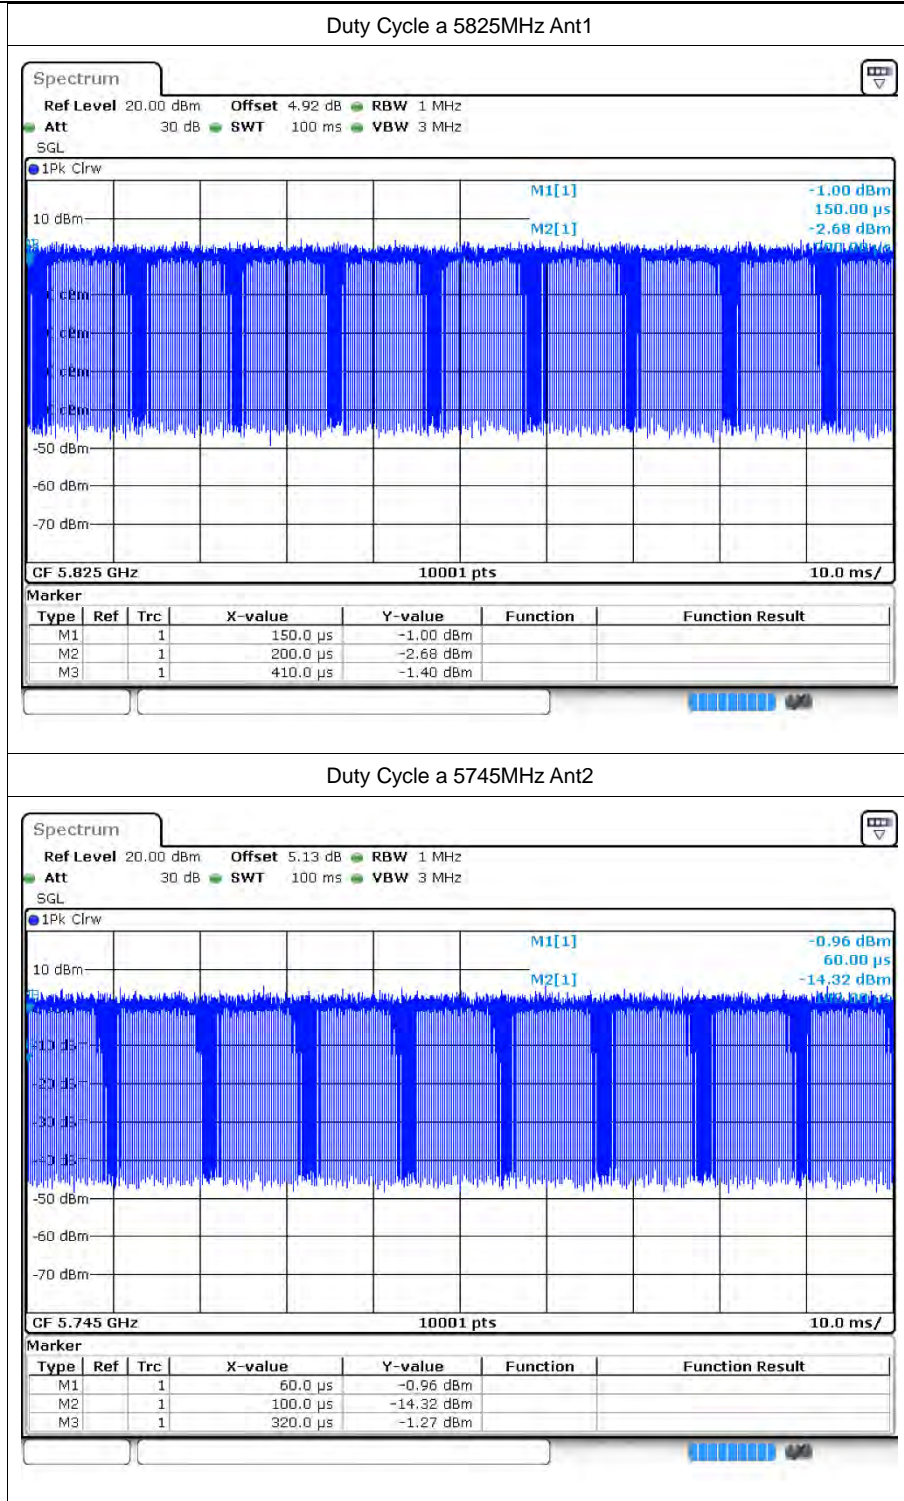 Duty Cycle a 5825MHz Ant1
Spectrum
Ref Level 20.00 dBm Offset 4.92 dB RBW 1 MHz
Att 30 dB SWT 100 ms VBW 3 MHz
SGL
1Pk Clrw
M1[1] -1.00 dBm
150.00 µs
10 dBm
M2[1] -2.68 dBm
-50 dBm
-60 dBm
-70 dBm
CF 5.825 GHz 10001 pts 10.0 ms/
Marker
Type Ref Trc X-value Y-value Function Function Result
M1 1 150.0 µs -1.00 dBm
M2 1 200.0 µs -2.68 dBm
M3 1 410.0 µs -1.40 dBm
Duty Cycle a 5745MHz Ant2
Spectrum
Ref Level 20.00 dBm Offset 5.13 dB RBW 1 MHz
Att 30 dB SWT 100 ms VBW 3 MHz
SGL
1Pk Clrw
M1[1] -0.96 dBm
60.00 µs
10 dBm
M2[1] -14.32 dBm
-50 dBm
-60 dBm
-70 dBm
CF 5.745 GHz 10001 pts 10.0 ms/
Marker
Type Ref Trc X-value Y-value Function Function Result
M1 1 60.0 µs -0.96 dBm
M2 1 100.0 µs -14.32 dBm
M3 1 320.0 µs -1.27 dBm